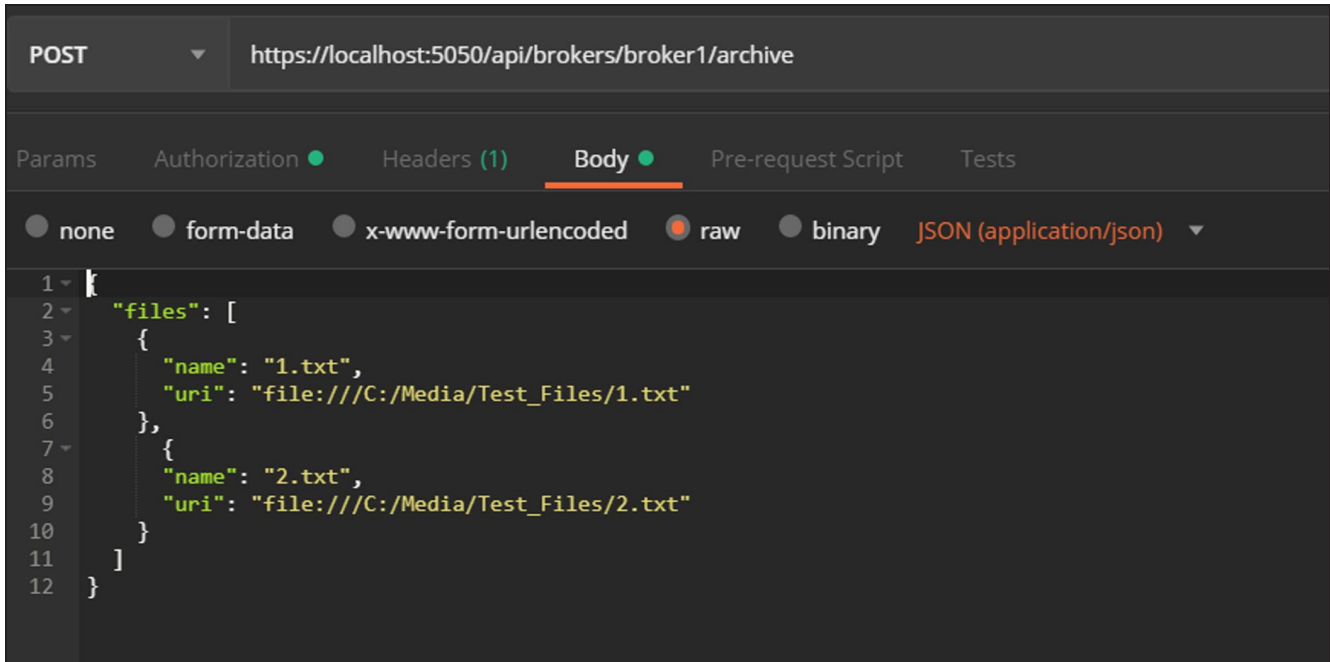 POST https://localhost:5050/api/brokers/broker1/archive
Params Authorization Headers (1) Body Pre-request Script Tests
none form-data x-www-form-urlencoded raw binary JSON (application/json)
1 {
2 "files": [
3 {
4 "name": "1.txt",
5 "uri": "file:///C:/Media/Test_Files/1.txt"
6 },
7 {
8 "name": "2.txt",
9 "uri": "file:///C:/Media/Test_Files/2.txt"
10 }
11 ]
12 }